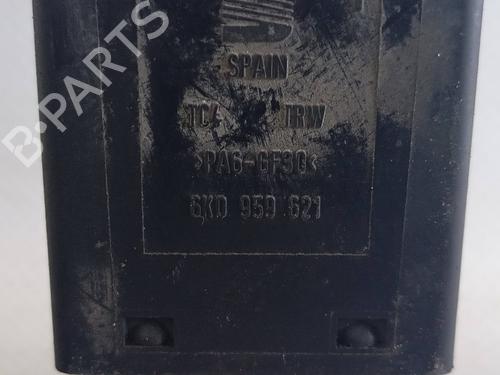 SPAIN
TRW
>PA6-GF30<
6K0 959 621
B-PARTS